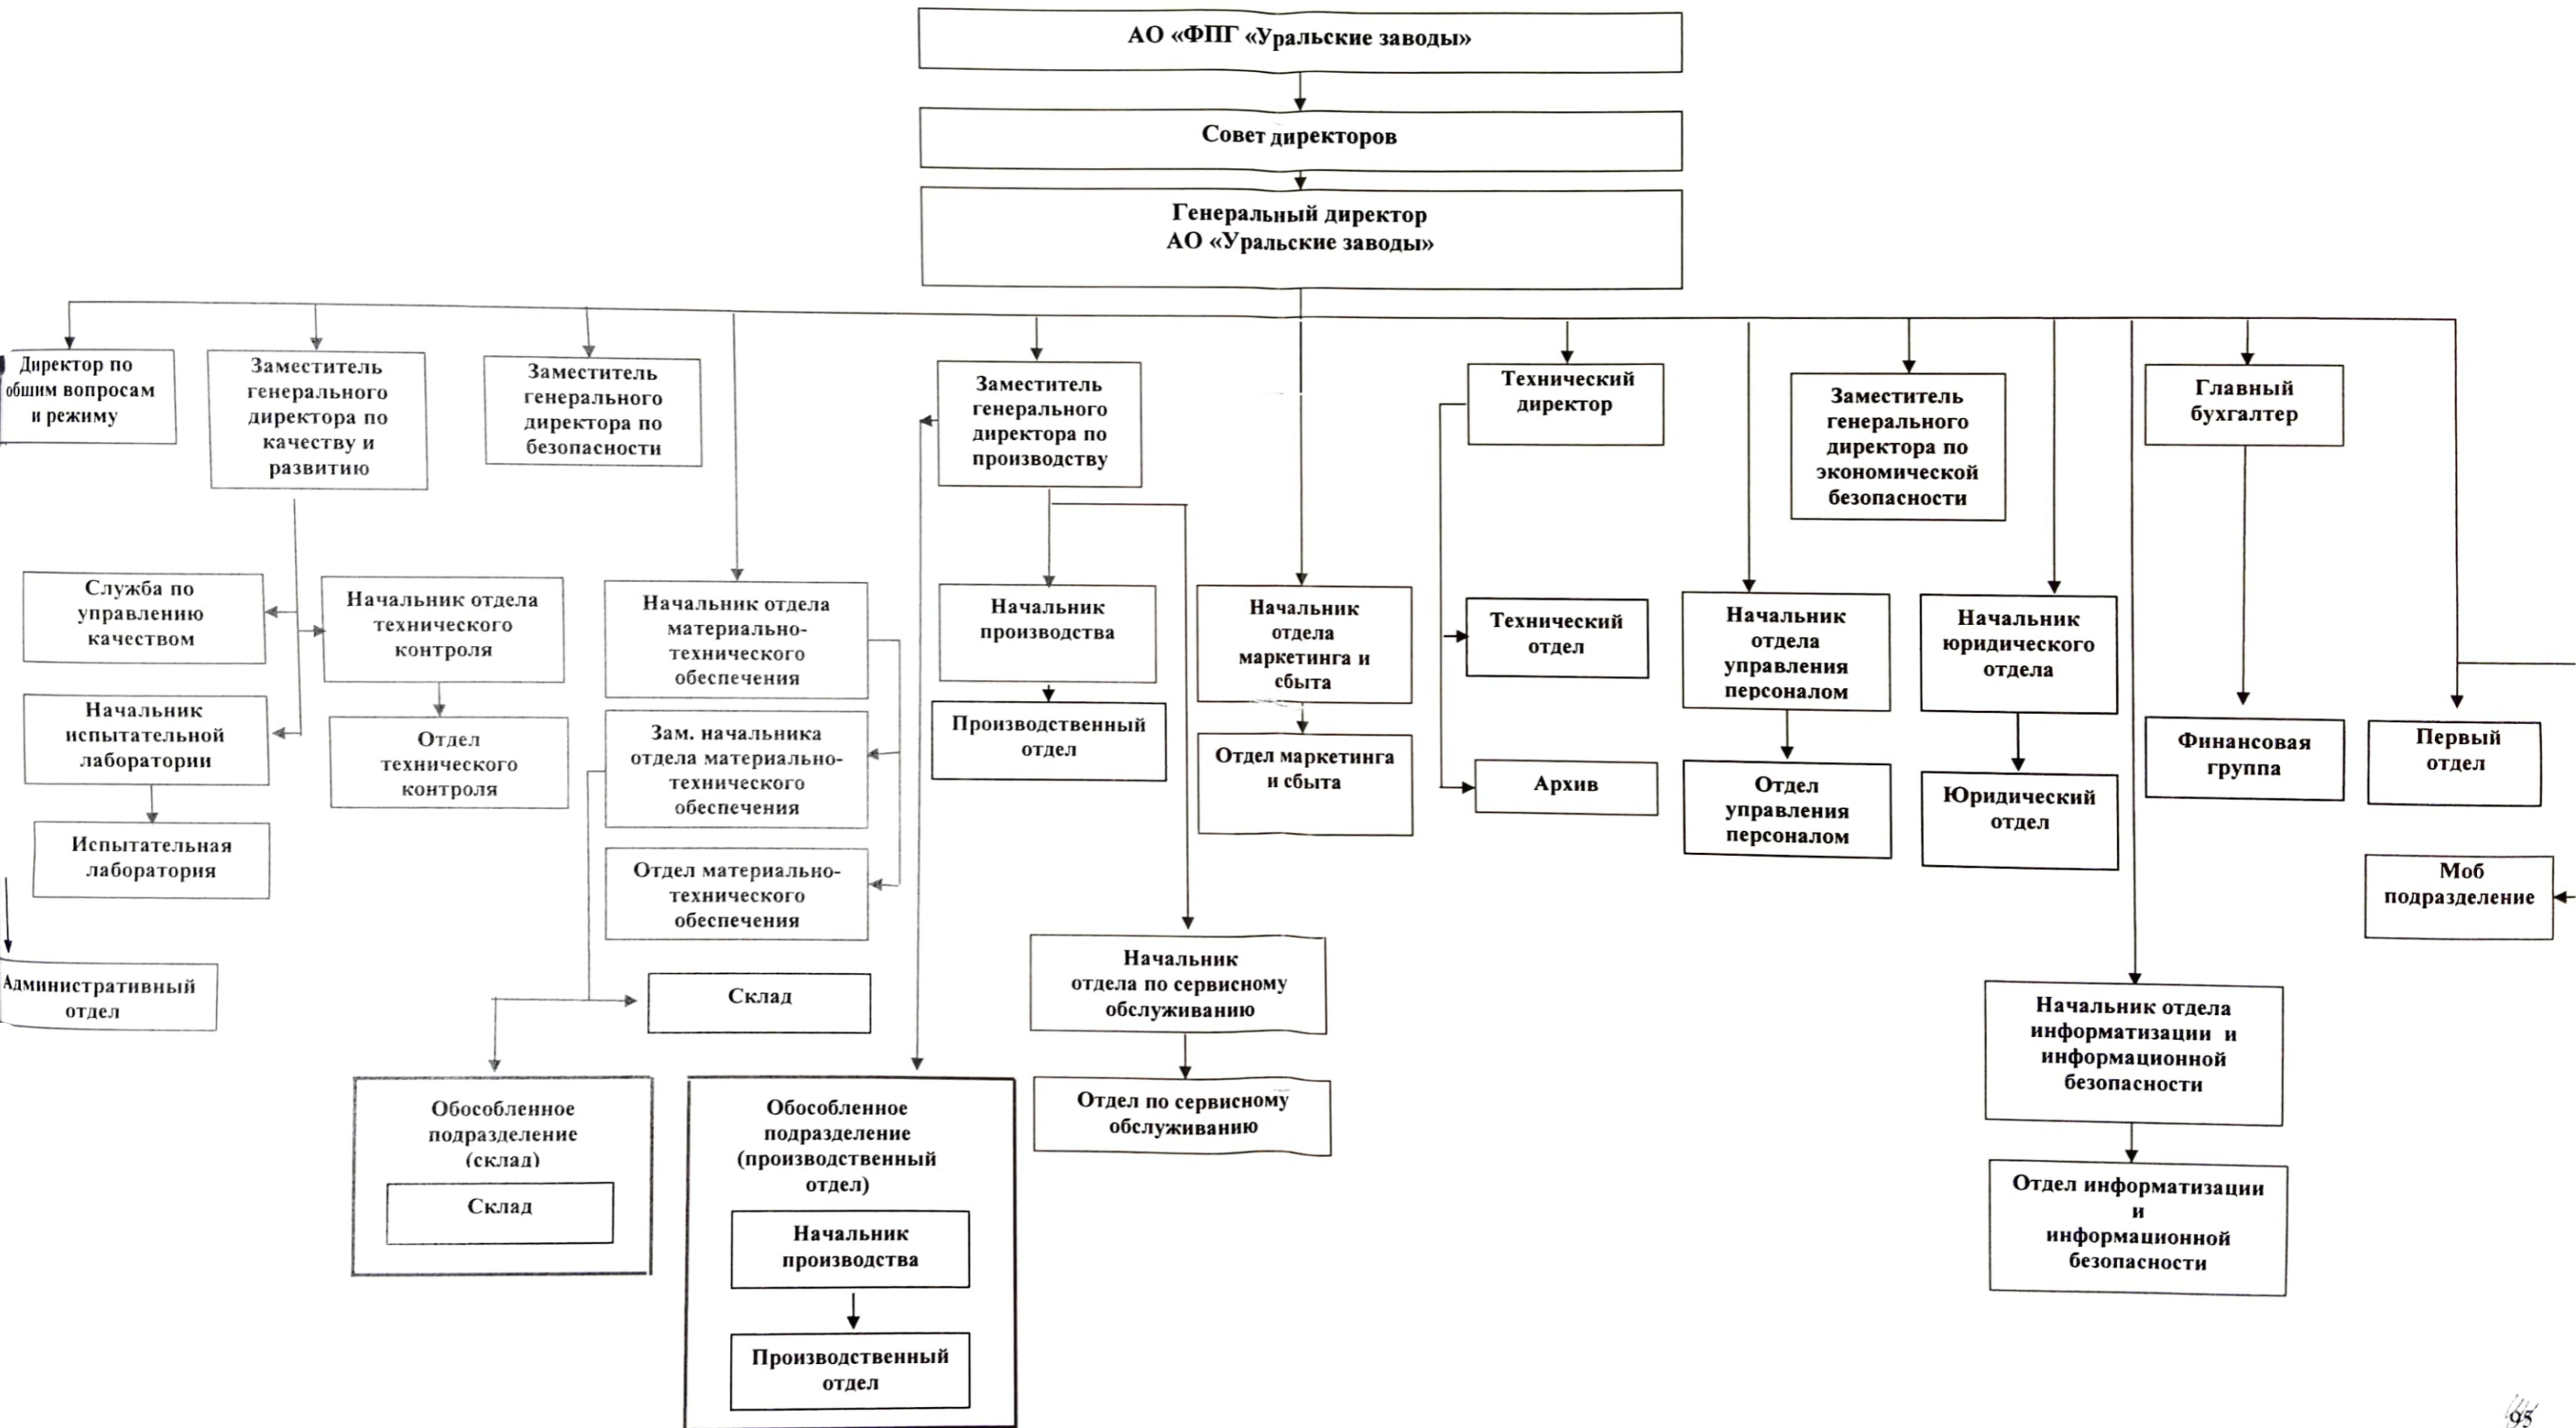 АО «ФПГ «Уральские заводы»
Совет директоров
Генеральный директор
АО «Уральские заводы»
Директор по
обшим вопросам
и режиму
Заместитель
генерального
директора по
качеству и
развитию
Заместитель
генерального
директора по
безопасности
Заместитель
генерального
директора по
производству
Технический
директор
Заместитель
генерального
директора по
экономической
безопасности
Главный
бухгалтер
Служба по
управлению
качеством
Начальник отдела
технического
контроля
Начальник отдела
материально-
технического
обеспечения
Начальник
производства
Начальник
отдела
маркетинга и
сбыта
Технический
отдел
Начальник
отдела
управления
персоналом
Начальник
юридического
отдела
Начальник
испытательной
лаборатории
Отдел
технического
контроля
Зам. начальника
отдела материально-
технического
обеспечения
Производственный
отдел
Отдел маркетинга
и сбыта
Архив
Отдел
управления
персоналом
Юридический
отдел
Финансовая
группа
Первый
отдел
Испытательная
лаборатория
Отдел материально-
технического
обеспечения
Моб
подразделение
Административный
отдел
Склад
Начальник
отдела по сервисному
обслуживанию
Начальник отдела
информатизации и
информационной
безопасности
Обособленное
подразделение
(склад)
Склад
Обособленное
подразделение
(производственный
отдел)
Начальник
производства
Производственный
отдел
Отдел по сервисному
обслуживанию
Отдел информатизации
и
информационной
безопасности
95